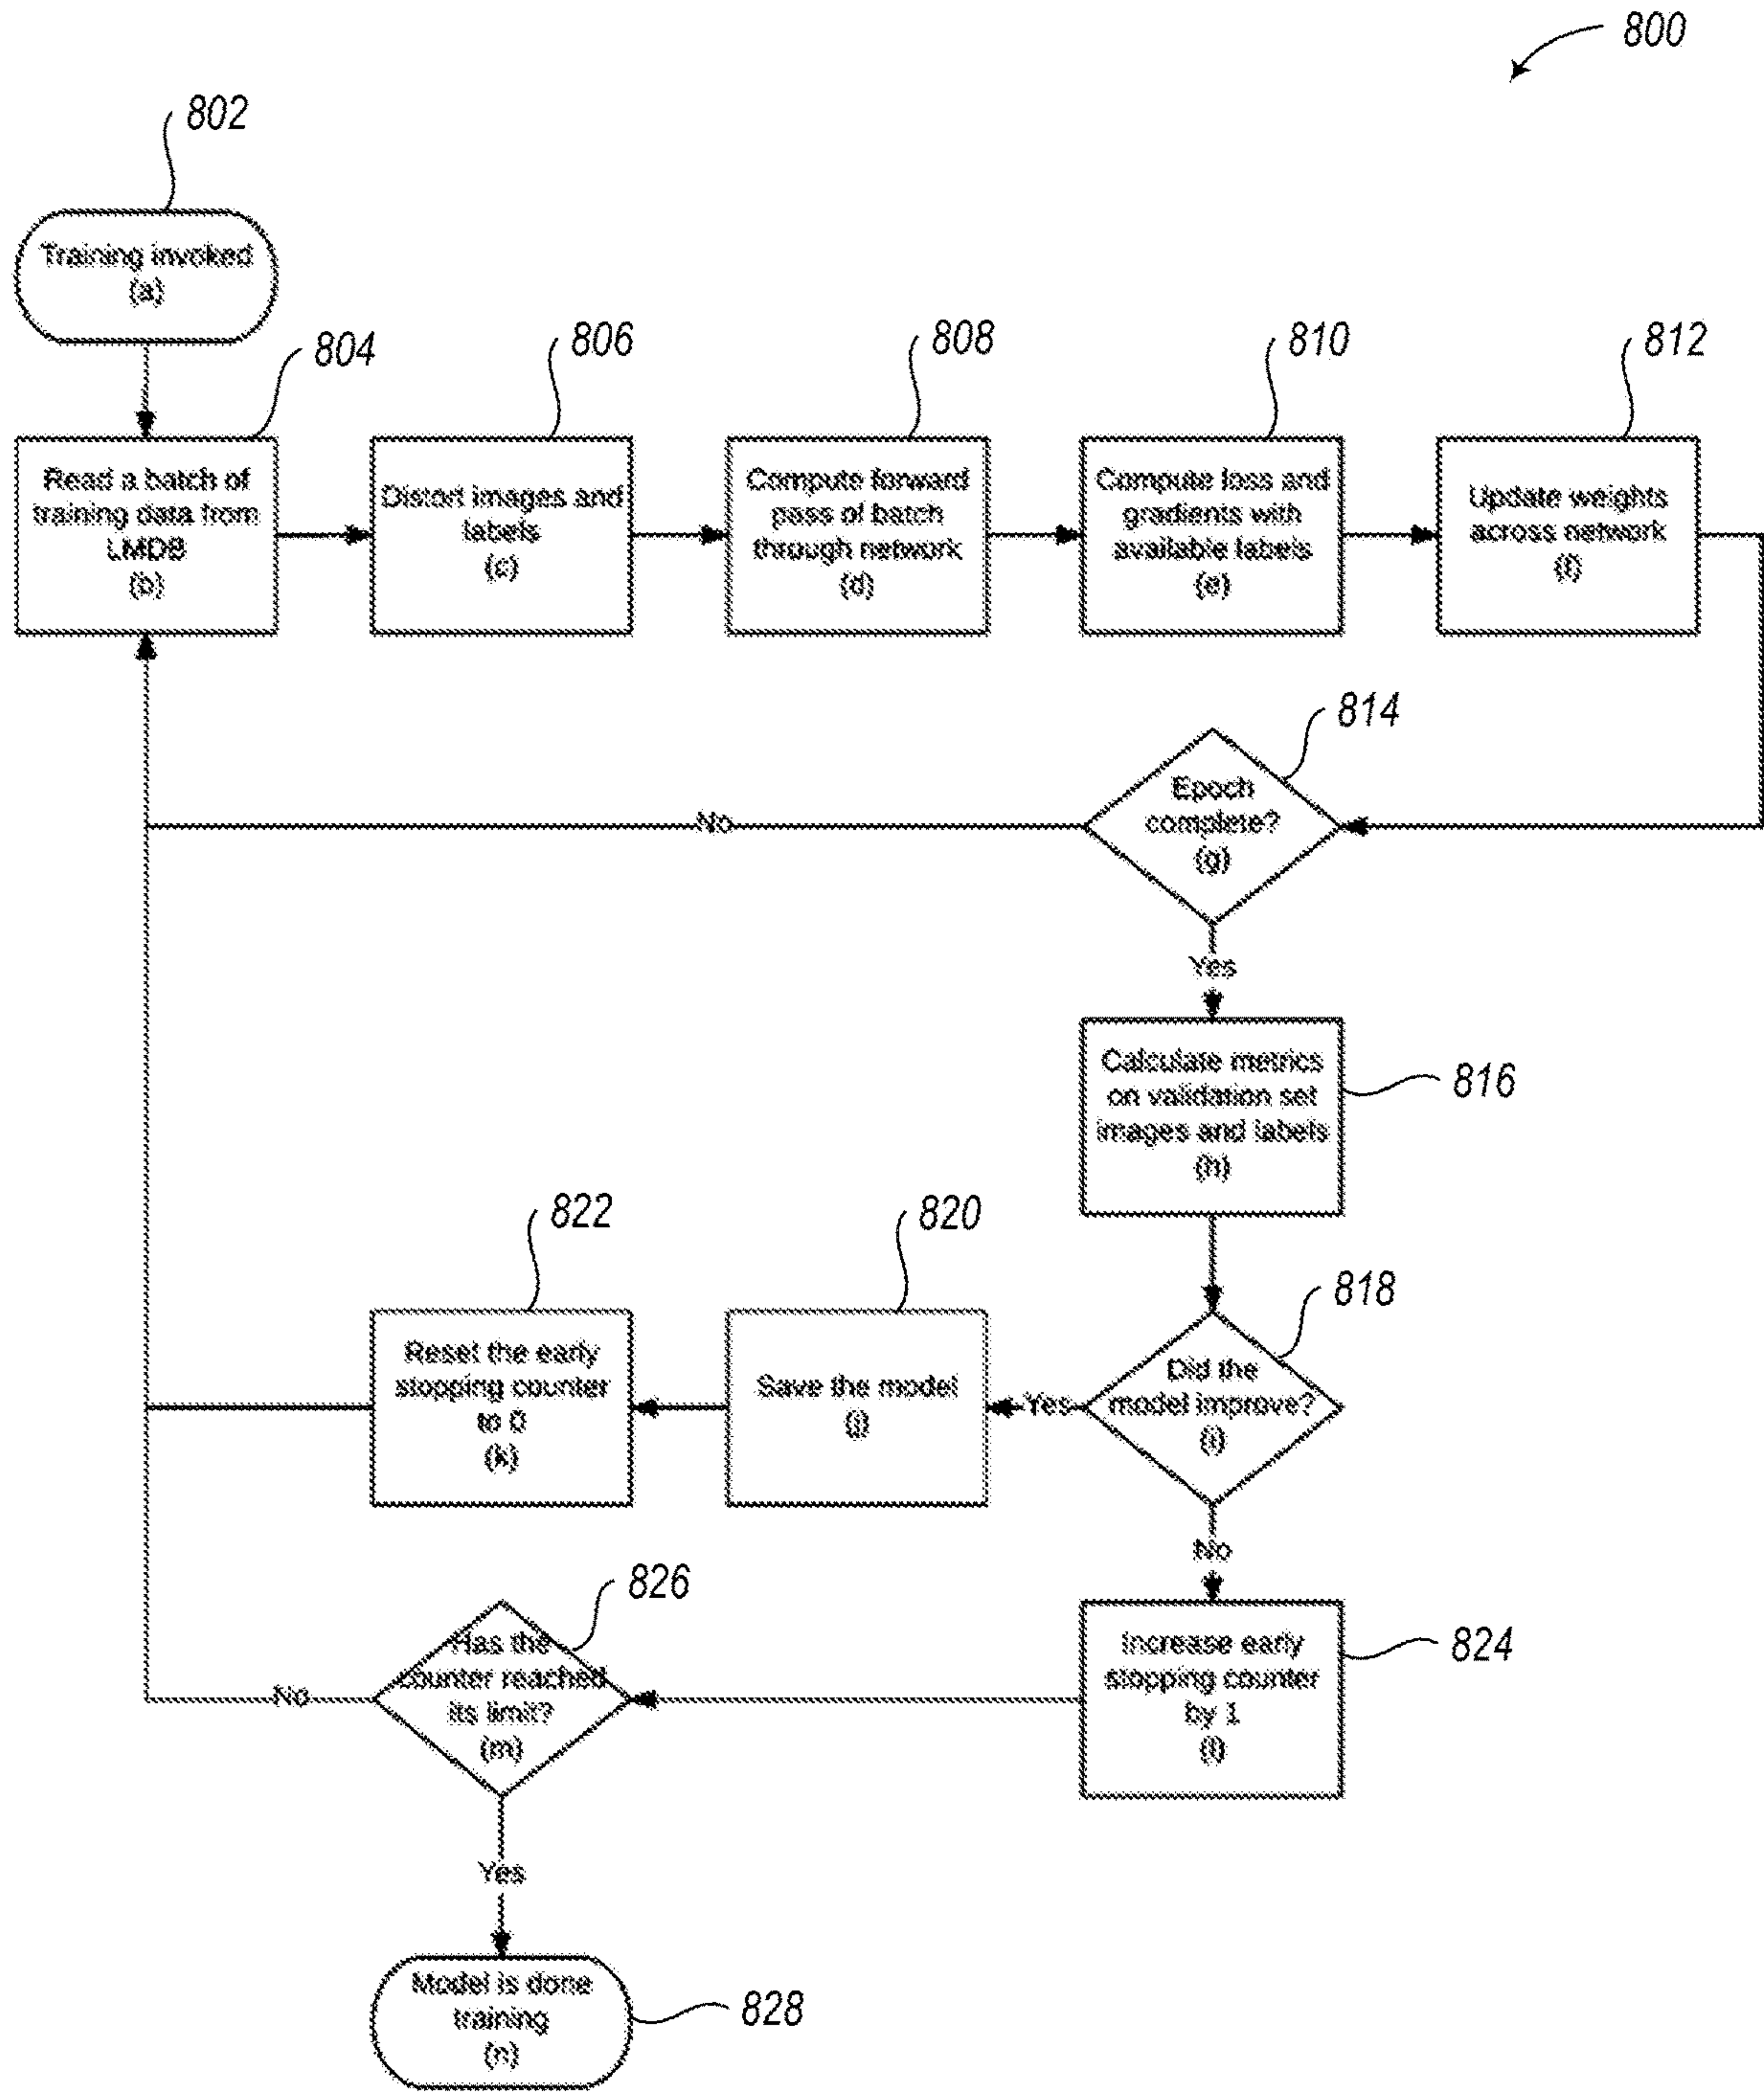 800
802
Training invoked
(a)
804
806
808
810
812
Read a batch of
training data from
LMDB
(b)
Distort images and
labels
(c)
Compute forward
pass of batch
through network
(d)
Compute loss and
gradients with
available labels
(e)
Update weights
across network
(f)
814
Epoch
complete?
(g)
No
Yes
Calculate metrics
on validation set
images and labels
(h)
816
822
820
818
Reset the early
stopping counter
to 0
(k)
Save the model
(j)
Yes
Did the
model improve?
(i)
No
826
Has the
counter reached
its limit?
(m)
No
Increase early
stopping counter
by 1
(l)
824
Yes
Model is done
training
(n)
828